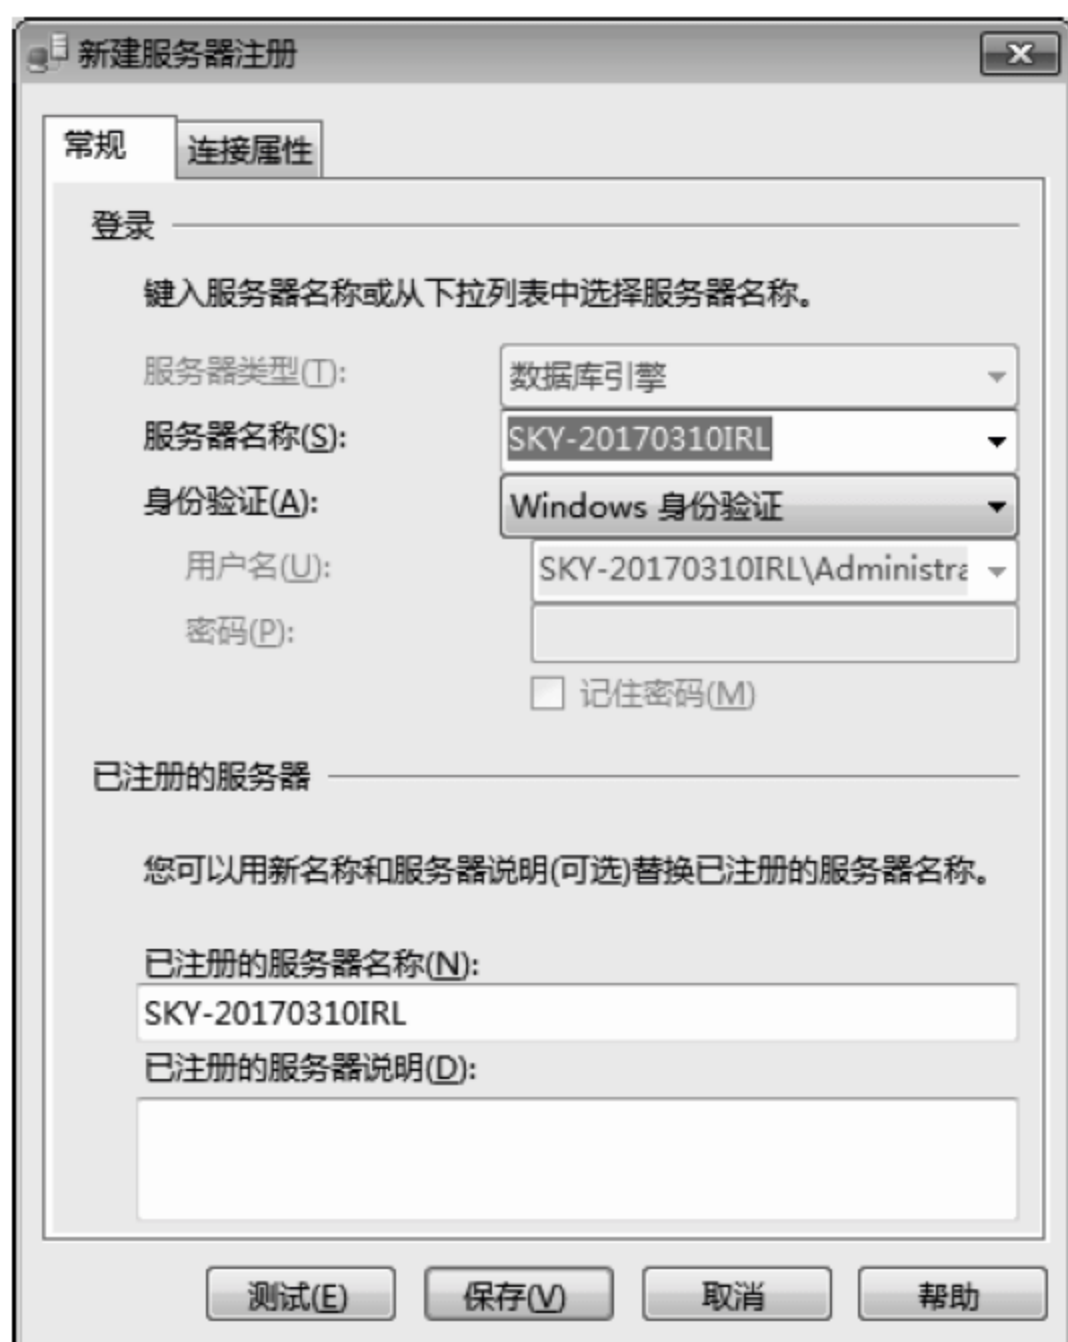 新建服务器注册
常规 连接属性
登录
键入服务器名称或从下拉列表中选择服务器名称。
服务器类型(T): 数据库引擎
服务器名称(S): SKY-20170310IRL
身份验证(A): Windows 身份验证
用户名(U): SKY-20170310IRL\Administra
密码(P):
记住密码(M)
已注册的服务器
您可以用新名称和服务器说明(可选)替换已注册的服务器名称。
已注册的服务器名称(N):
SKY-20170310IRL
已注册的服务器说明(D):
测试(E) 保存(V) 取消 帮助